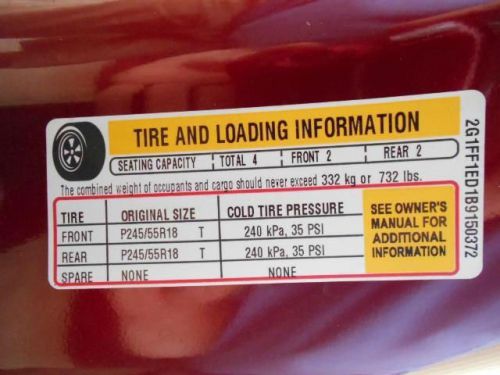 TIRE AND LOADING INFORMATION
SEATING CAPACITY TOTAL 4 FRONT 2 REAR 2
The combined weight of occupants and cargo should never exceed 332 kg or 732 lbs.
TIRE ORIGINAL SIZE COLD TIRE PRESSURE
FRONT P245/55R18 T 240 kPa, 35 PSI
REAR P245/55R18 T 240 kPa, 35 PSI
SPARE NONE NONE
SEE OWNER'S
MANUAL FOR
ADDITIONAL
INFORMATION
2G1FF1ED1B9150372